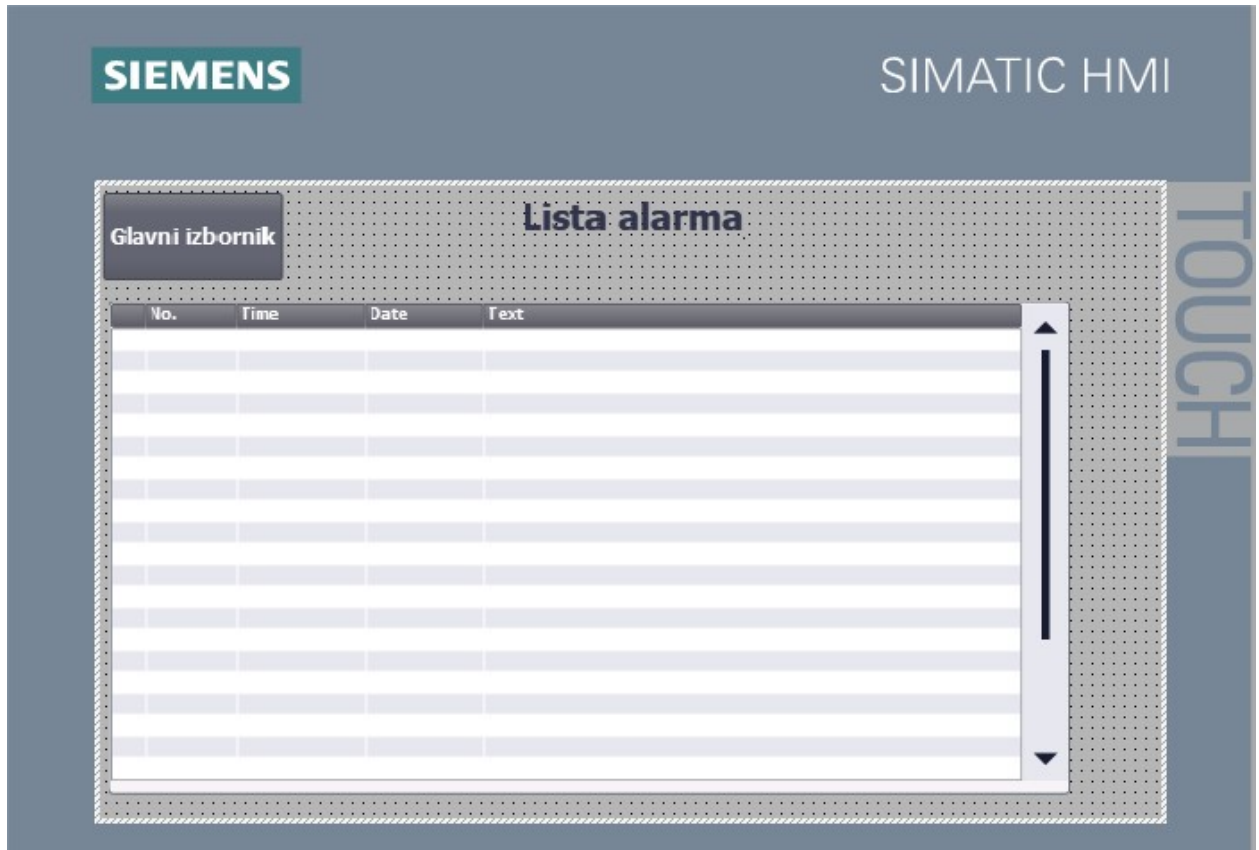 SIEMENS
SIMATIC HMI
TOUCH
Glavni izbornik
Lista alarma
No. Time Date Text